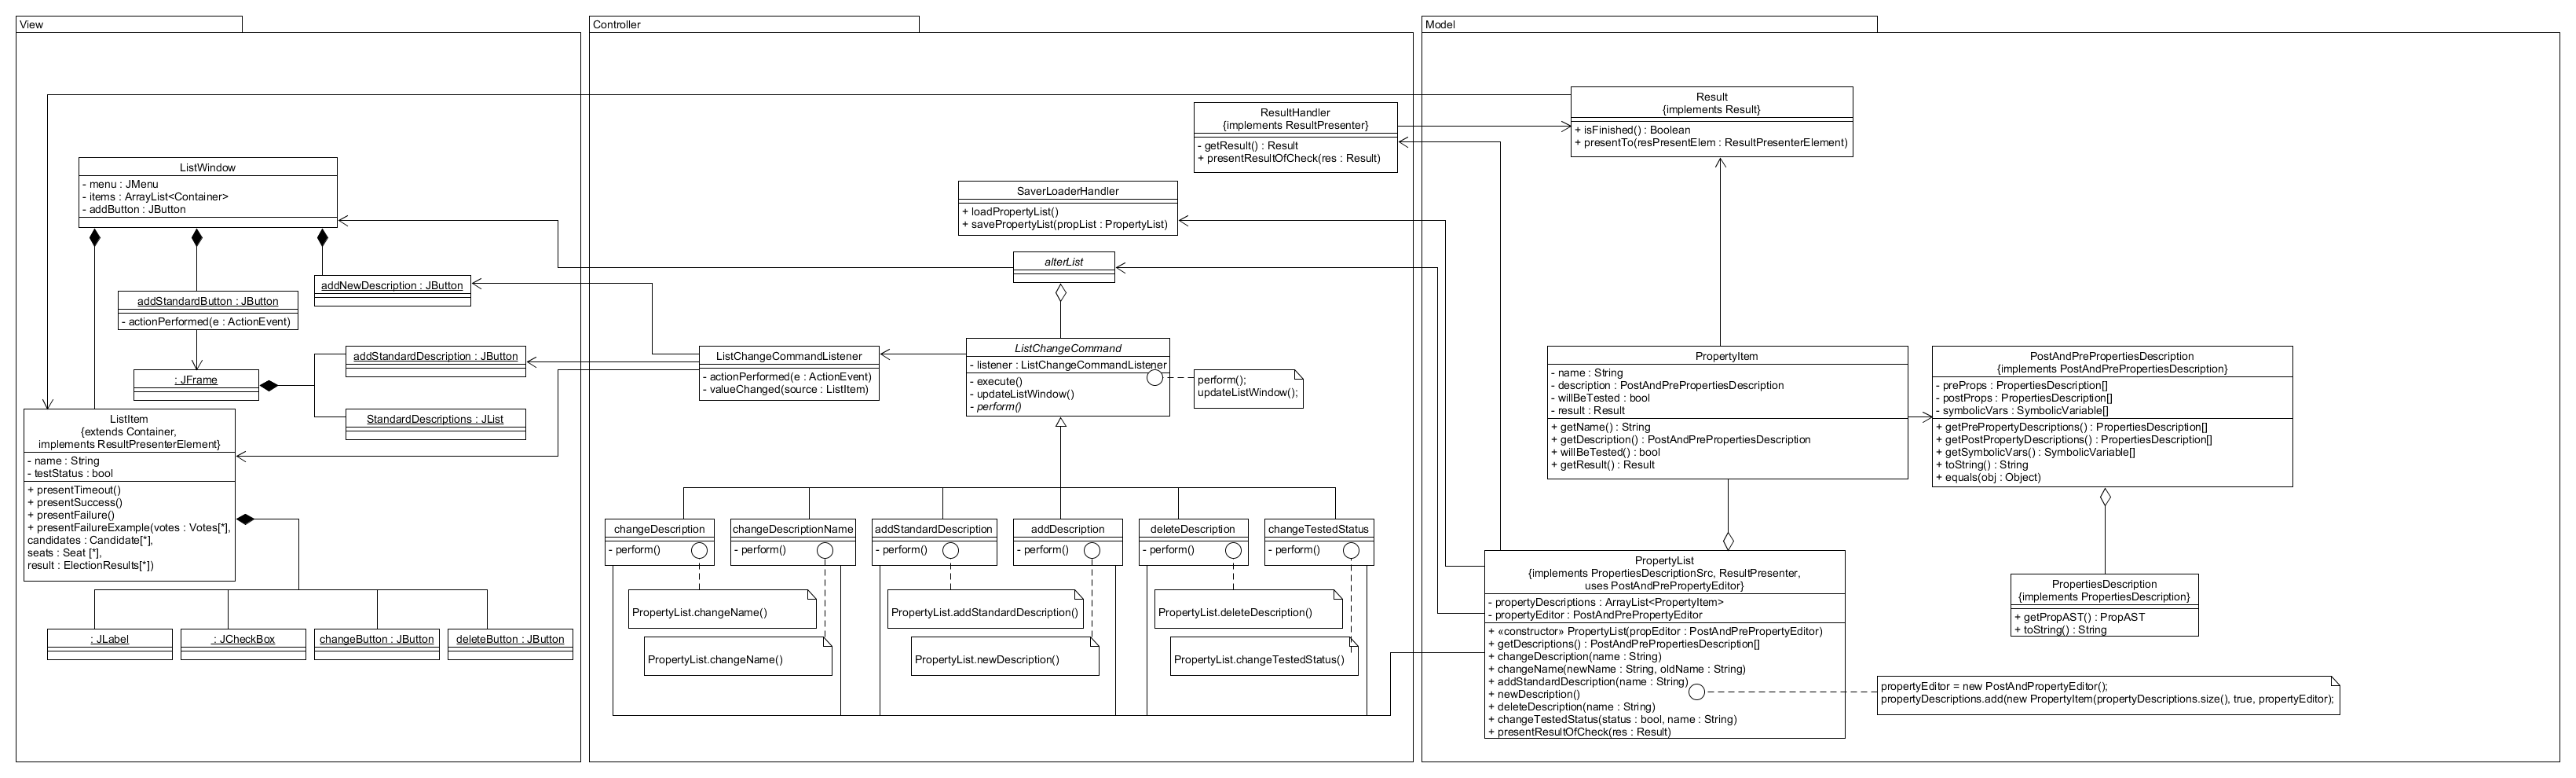 View
ListWindow
- menu : JMenu
- items : ArrayList<Container>
- addButton : JButton
addStandardButton : JButton
- actionPerformed(e : ActionEvent)
addNewDescription : JButton
: JFrame
addStandardDescription : JButton
StandardDescriptions : JList
ListItem
{extends Container,
implements ResultPresenterElement}
- name : String
- testStatus : bool
+ presentTimeout()
+ presentSuccess()
+ presentFailure()
+ presentFailureExample(votes : Votes[*],
candidates : Candidate[*],
seats : Seat [*],
result : ElectionResults[*])
: JLabel
: JCheckBox
changeButton : JButton
deleteButton : JButton
Controller
ResultHandler
{implements ResultPresenter}
- getResult() : Result
+ presentResultOfCheck(res : Result)
SaverLoaderHandler
+ loadPropertyList()
+ savePropertyList(propList : PropertyList)
alterList
ListChangeCommandListener
- actionPerformed(e : ActionEvent)
- valueChanged(source : ListItem)
ListChangeCommand
- listener : ListChangeCommandListener
- execute()
- updateListWindow()
- perform()
perform();
updateListWindow();
changeDescription
- perform()
changeDescriptionName
- perform()
addStandardDescription
- perform()
addDescription
- perform()
deleteDescription
- perform()
changeTestedStatus
- perform()
PropertyList.changeName()
PropertyList.changeName()
PropertyList.addStandardDescription()
PropertyList.newDescription()
PropertyList.deleteDescription()
PropertyList.changeTestedStatus()
Model
Result
{implements Result}
+ isFinished() : Boolean
+ presentTo(resPresentElem : ResultPresenterElement)
PropertyItem
- name : String
- description : PostAndPrePropertiesDescription
- willBeTested : bool
- result : Result
+ getName() : String
+ getDescription() : PostAndPrePropertiesDescription
+ willBeTested() : bool
+ getResult() : Result
PostAndPrePropertiesDescription
{implements PostAndPrePropertiesDescription}
- preProps : PropertiesDescription[]
- postProps : PropertiesDescription[]
- symbolicVars : SymbolicVariable[]
+ getPrePropertyDescriptions() : PropertiesDescription[]
+ getPostPropertyDescriptions() : PropertiesDescription[]
+ getSymbolicVars() : SymbolicVariable[]
+ toString() : String
+ equals(obj : Object)
PropertiesDescription
{implements PropertiesDescription}
+ getPropAST() : PropAST
+ toString() : String
PropertyList
{implements PropertiesDescriptionSrc, ResultPresenter,
uses PostAndPrePropertyEditor}
- propertyDescriptions : ArrayList<PropertyItem>
- propertyEditor : PostAndPrePropertyEditor
+ «constructor» PropertyList(propEditor : PostAndPrePropertyEditor)
+ getDescriptions() : PostAndPrePropertiesDescription[]
+ changeDescription(name : String)
+ changeName(newName : String, oldName : String)
+ addStandardDescription(name : String)
+ newDescription()
+ deleteDescription(name : String)
+ changeTestedStatus(status : bool, name : String)
+ presentResultOfCheck(res : Result)
propertyEditor = new PostAndPropertyEditor();
propertyDescriptions.add(new PropertyItem(propertyDescriptions.size(), true, propertyEditor);